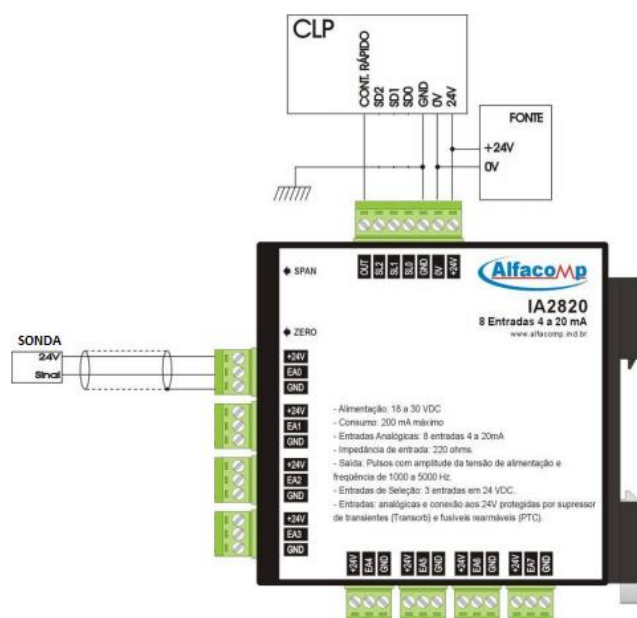 CLP
CONT. RÁPIDO
SD2
SD1
SD0
GND
0V
24V
FONTE
+24V
0V
SPAN
OUT
SL2
SL1
SL0
GND
0V
+24V
Alfacomp
IA2820
8 Entradas 4 a 20 mA
www.alfacomp.ind.br
ZERO
SONDA
24V
Sinal
+24V
EA0
GND
+24V
EA1
GND
+24V
EA2
GND
+24V
EA3
GND
- Alimentação: 18 a 30 VDC
- Consumo: 200 mA máximo
- Entradas Analógicas: 8 entradas 4 a 20mA
- Impedância de entrada: 220 ohms.
- Saída: Pulsos com amplitude da tensão de alimentação e
freqüência de 1000 a 5000 Hz.
- Entradas de Seleção: 3 entradas em 24 VDC.
- Entradas: analógicas e conexão aos 24V protegidas por supressor
de transientes (Transorb) e fusíveis rearmáveis (PTC).
+24V
EA4
GND
+24V
EA5
GND
+24V
EA6
GND
+24V
EA7
GND